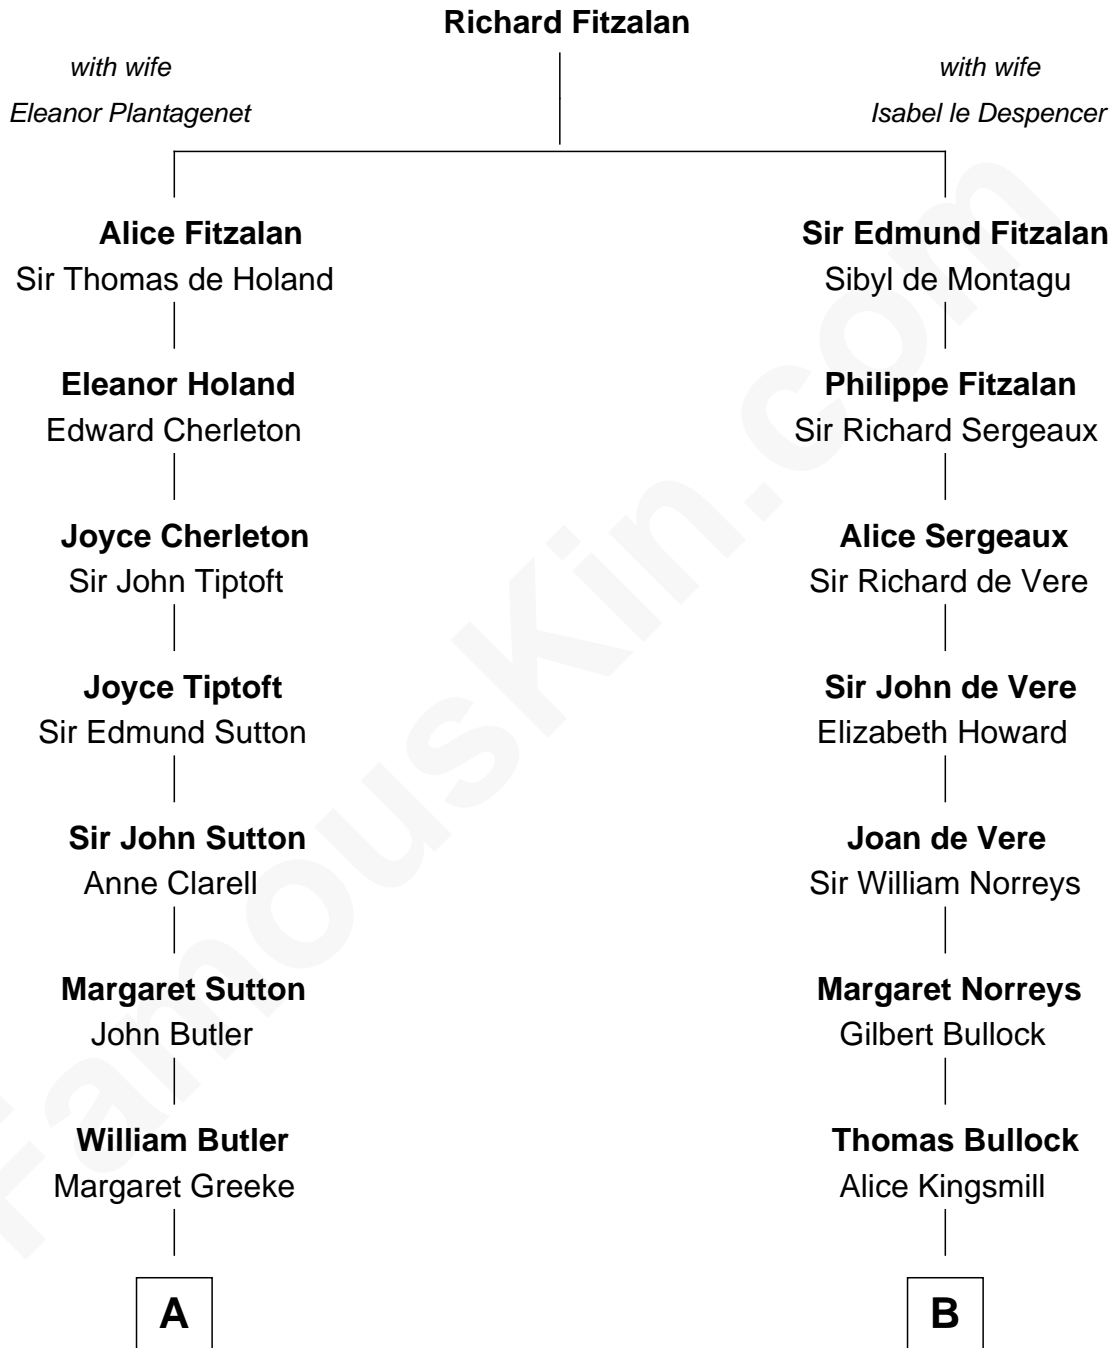 Richard Fitzalan
with wife
Eleanor Plantagenet
with wife
Isabel le Despencer
Alice Fitzalan
Sir Thomas de Holand
Sir Edmund Fitzalan
Sibyl de Montagu
Eleanor Holand
Edward Cherleton
Philippe Fitzalan
Sir Richard Sergeaux
Joyce Cherleton
Sir John Tiptoft
Alice Sergeaux
Sir Richard de Vere
Joyce Tiptoft
Sir Edmund Sutton
Sir John de Vere
Elizabeth Howard
Sir John Sutton
Anne Clarell
Joan de Vere
Sir William Norreys
Margaret Sutton
John Butler
Margaret Norreys
Gilbert Bullock
William Butler
Margaret Greeke
Thomas Bullock
Alice Kingsmill
A
B
FamousKin.com